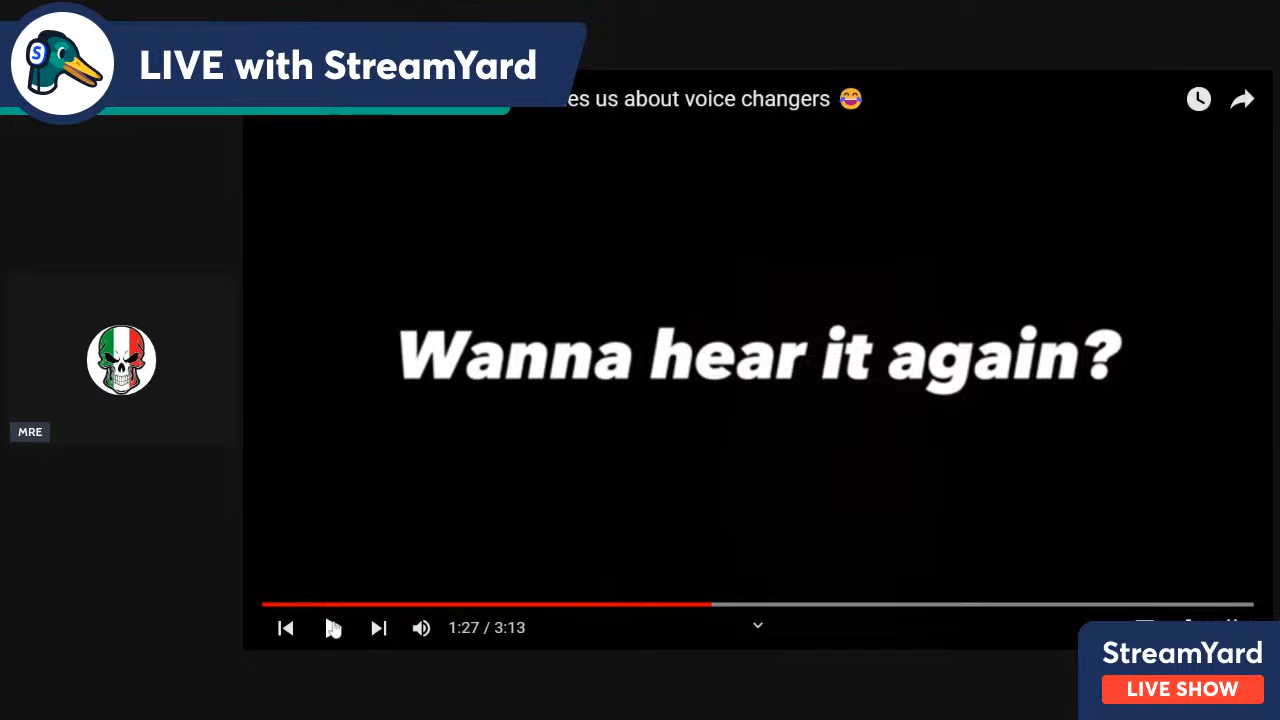 S
LIVE with StreamYard
us about voice changers 😂
Wanna hear it again?
MRE
1:27 / 3:13
StreamYard
LIVE SHOW